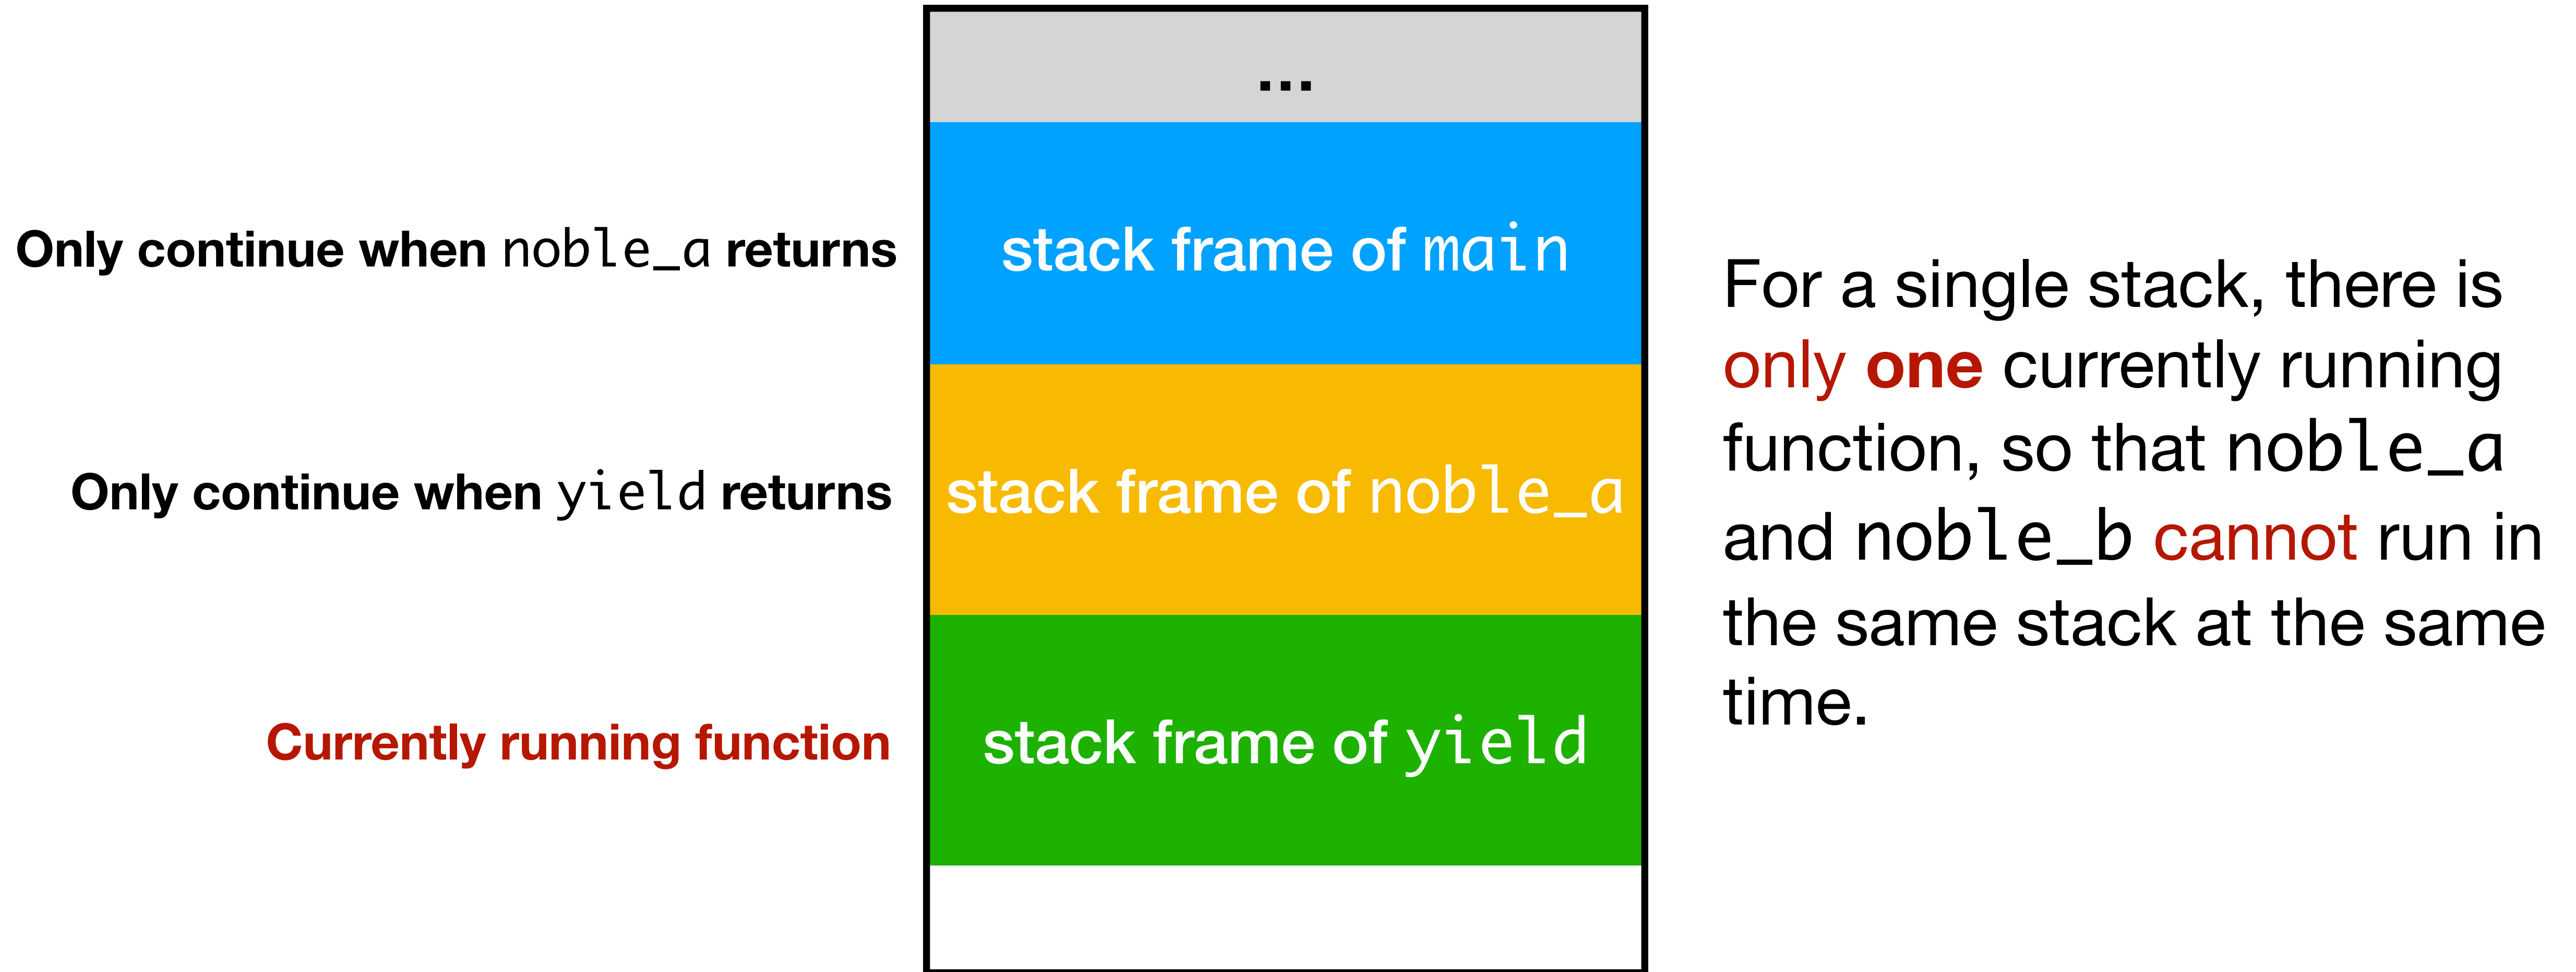 ...
Only continue when noble_a returns
stack frame of main
Only continue when yield returns
stack frame of noble_a
Currently running function
stack frame of yield
For a single stack, there is
only one currently running
function, so that noble_a
and noble_b cannot run in
the same stack at the same
time.